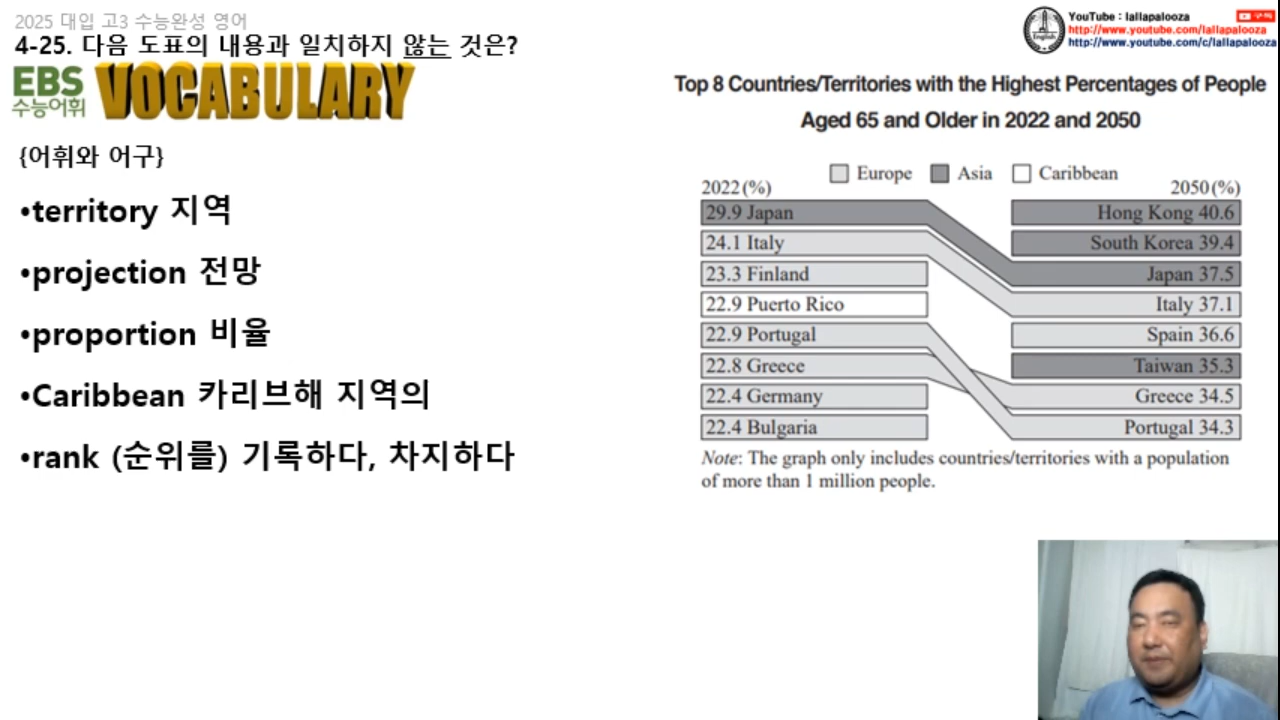 2025 대입 고3 수능완성 영어
4-25. 다음 도표의 내용과 일치하지 않는 것은?
EBS
수능어휘
VOCABULARY
{어휘와 어구}
•territory 지역
•projection 전망
•proportion 비율
•Caribbean 카리브해 지역의
•rank (순위를) 기록하다, 차지하다
YouTube : lallapalooza
http://www.youtube.com/lallapalooza
http://www.youtube.com/c/lallapalooza
English
Top 8 Countries/Territories with the Highest Percentages of People
Aged 65 and Older in 2022 and 2050
Europe Asia Caribbean
2022(%) 2050(%)
29.9 Japan Hong Kong 40.6
24.1 Italy South Korea 39.4
23.3 Finland Japan 37.5
22.9 Puerto Rico Italy 37.1
22.9 Portugal Spain 36.6
22.8 Greece Taiwan 35.3
22.4 Germany Greece 34.5
22.4 Bulgaria Portugal 34.3
Note: The graph only includes countries/territories with a population
of more than 1 million people.